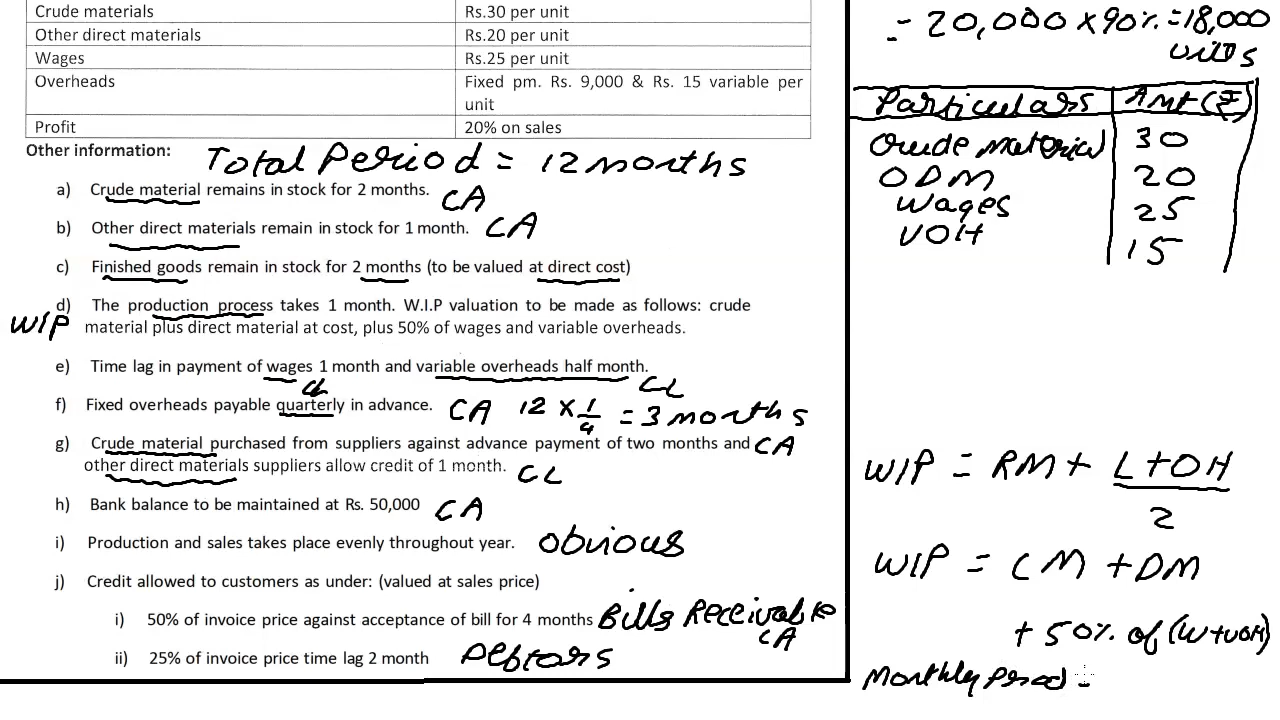 Crude materials Rs.30 per unit
Other direct materials Rs.20 per unit
Wages Rs.25 per unit
Overheads Fixed pm. Rs. 9,000 & Rs. 15 variable per
unit
Profit 20% on sales
Other information: Total Period = 12 months
a) Crude material remains in stock for 2 months. CA
b) Other direct materials remain in stock for 1 month. CA
c) Finished goods remain in stock for 2 months (to be valued at direct cost)
d) The production process takes 1 month. W.I.P valuation to be made as follows: crude
WIP material plus direct material at cost, plus 50% of wages and variable overheads.
e) Time lag in payment of wages 1 month and variable overheads half month.
CL CL
f) Fixed overheads payable quarterly in advance. CA 12 × 1/4 = 3 months
g) Crude material purchased from suppliers against advance payment of two months and CA
other direct materials suppliers allow credit of 1 month. CL
h) Bank balance to be maintained at Rs. 50,000 CA
i) Production and sales takes place evenly throughout year. obvious
j) Credit allowed to customers as under: (valued at sales price)
i) 50% of invoice price against acceptance of bill for 4 months Bills Receivable
CA
ii) 25% of invoice price time lag 2 month Debtors
= 20,000 × 90% = 18,000
units
Particulars Amt (₹)
Crude material 30
ODM 20
Wages 25
VOH 15
WIP = RM + L+OH
2
WIP = CM + DM
+ 50% of (W+VOH)
Monthly Period =